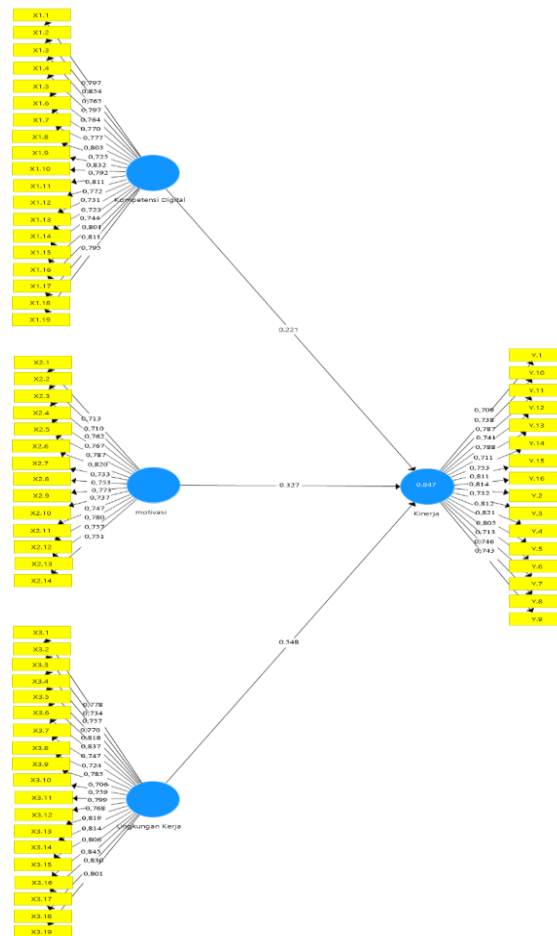 X1.1
X1.2
X1.3
X1.4
X1.5
X1.6
X1.7
X1.8
X1.9
X1.10
X1.11
X1.12
X1.13
X1.14
X1.15
X1.16
X1.17
X1.18
X1.19
0,797
0,834
0,765
0,797
0,764
0,770
0,777
0,803
0,725
0,832
0,792
0,811
0,772
0,731
0,723
0,744
0,804
0,811
0,795
Kompetensi Digital
0.221
X2.1
X2.2
X2.3
X2.4
X2.5
X2.6
X2.7
X2.8
X2.9
X2.10
X2.11
X2.12
X2.13
X2.14
0,713
0,710
0,762
0,767
0,787
0,820
0,733
0,753
0,773
0,737
0,747
0,780
0,757
0,751
motivasi
0.327
X3.1
X3.2
X3.3
X3.4
X3.5
X3.6
X3.7
X3.8
X3.9
X3.10
X3.11
X3.12
X3.13
X3.14
X3.15
X3.16
X3.17
X3.18
X3.19
0,778
0,734
0,757
0,770
0,818
0,837
0,747
0,724
0,785
0,706
0,759
0,799
0,768
0,819
0,814
0,806
0,845
0,830
0,801
Lingkungan Kerja
0.548
0.847
Kinerja
0,709
0,738
0,787
0,741
0,788
0,711
0,753
0,811
0,814
0,732
0,812
0,821
0,805
0,713
0,746
0,743
Y.1
Y.10
Y.11
Y.12
Y.13
Y.14
Y.15
Y.16
Y.2
Y.3
Y.4
Y.5
Y.6
Y.7
Y.8
Y.9